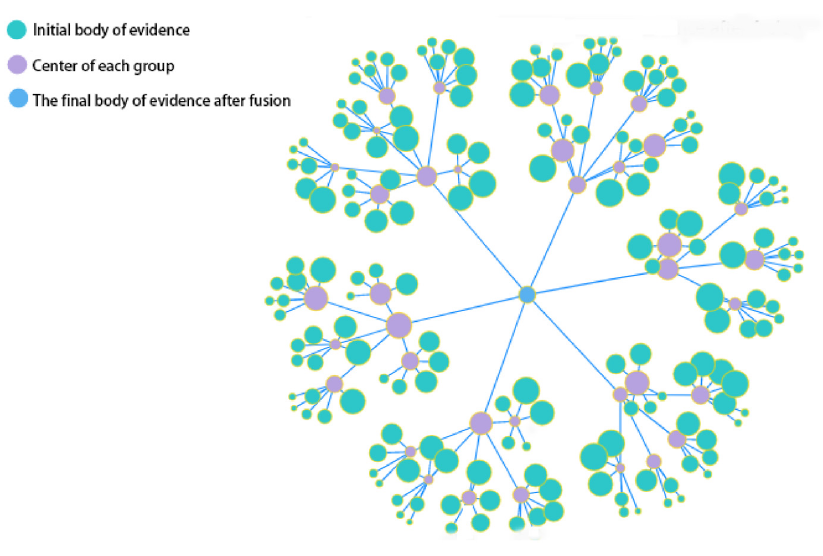 Initial body of evidence
Center of each group
The final body of evidence after fusion